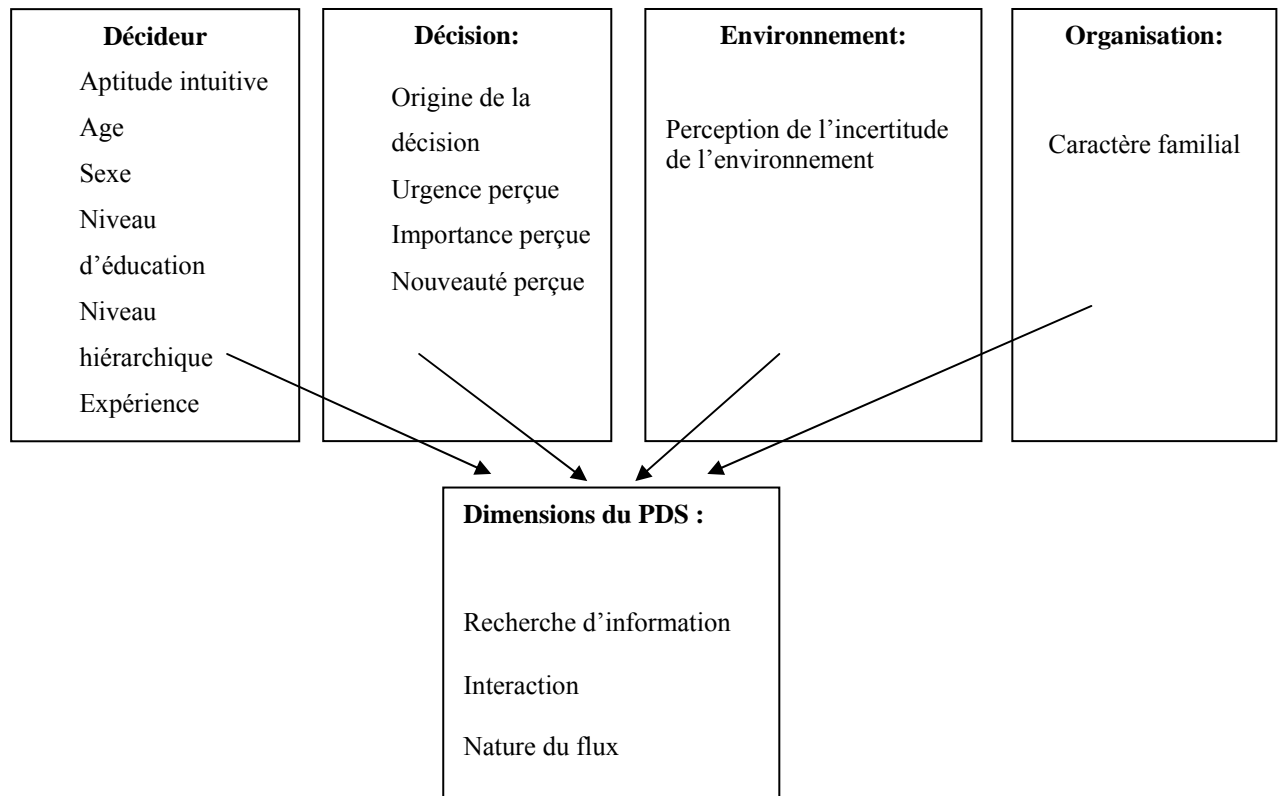 Décideur
Aptitude intuitive
Age
Sexe
Niveau
d’éducation
Niveau
hiérarchique
Expérience
Décision:
Origine de la
décision
Urgence perçue
Importance perçue
Nouveauté perçue
Environnement:
Perception de l’incertitude
de l’environnement
Organisation:
Caractère familial
Dimensions du PDS :
Recherche d’information
Interaction
Nature du flux